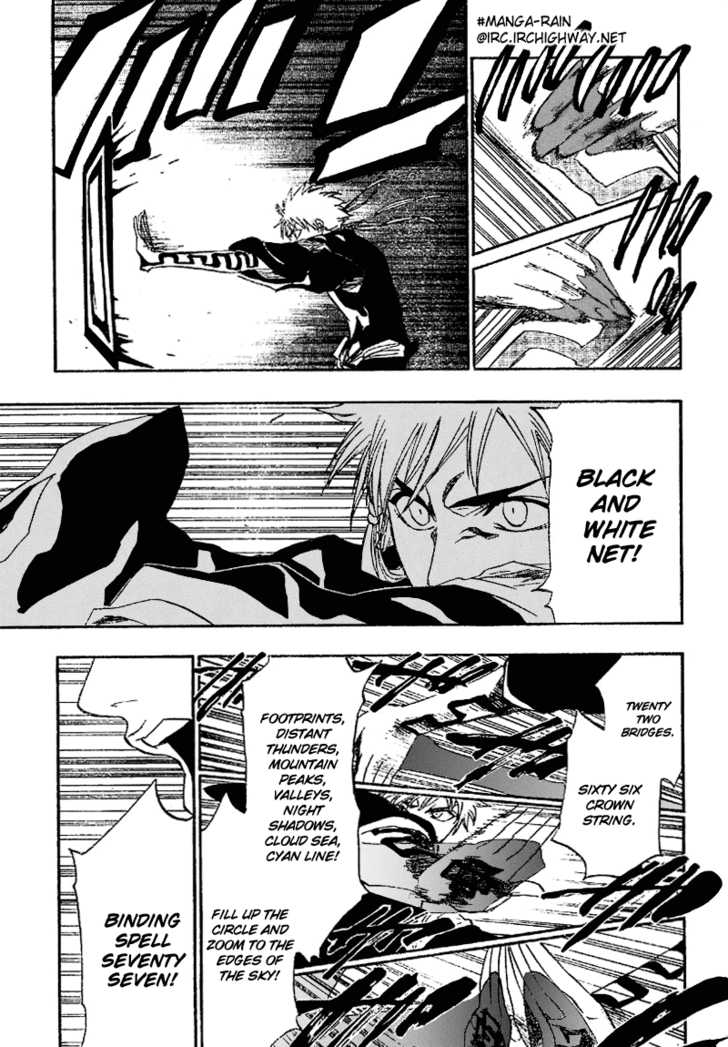 #MANGA-RAIN
@IRC.IRCHIGHWAY.NET
BLACK
AND
WHITE
NET!
TWENTY
TWO
BRIDGES.
SIXTY SIX
CROWN
STRING.
FOOTPRINTS,
DISTANT
THUNDERS,
MOUNTAIN
PEAKS,
VALLEYS,
NIGHT
SHADOWS,
CLOUD SEA,
CYAN LINE!
FILL UP THE
CIRCLE AND
ZOOM TO THE
EDGES OF
THE SKY!
BINDING
SPELL
SEVENTY
SEVEN!